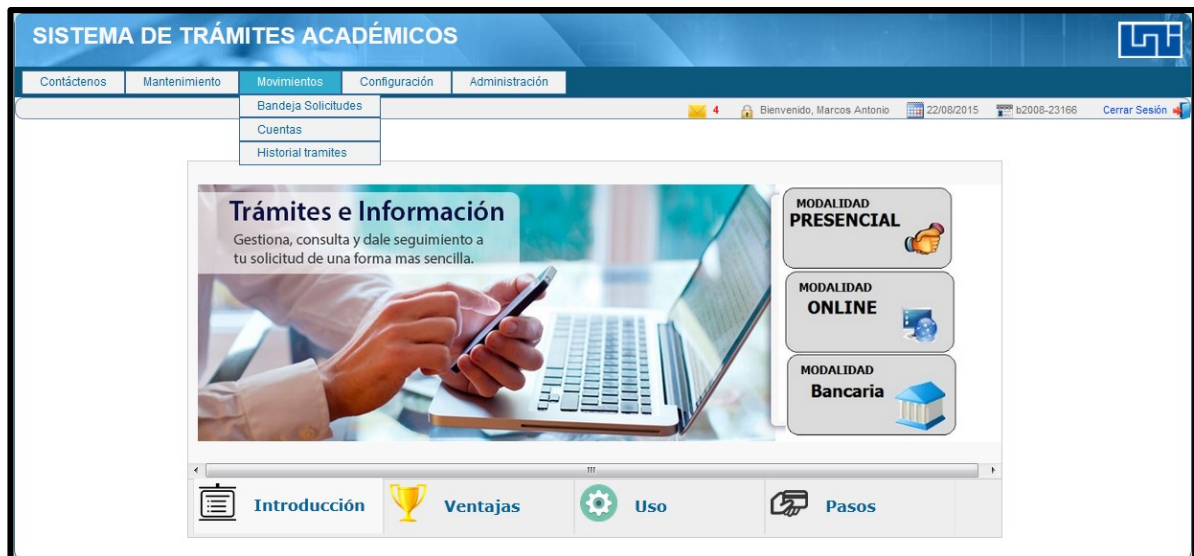 SISTEMA DE TRÁMITES ACADÉMICOS
uni
Contáctenos Mantenimiento Movimientos Configuración Administración
Bandeja Solicitudes
4 Bienvenido, Marcos Antonio 22/08/2015 b2008-23166 Cerrar Sesión
Cuentas
Historial tramites
Trámites e Información
Gestiona, consulta y dale seguimiento a
tu solicitud de una forma mas sencilla.
MODALIDAD
PRESENCIAL
MODALIDAD
ONLINE
MODALIDAD
Bancaria
Introducción Ventajas Uso Pasos